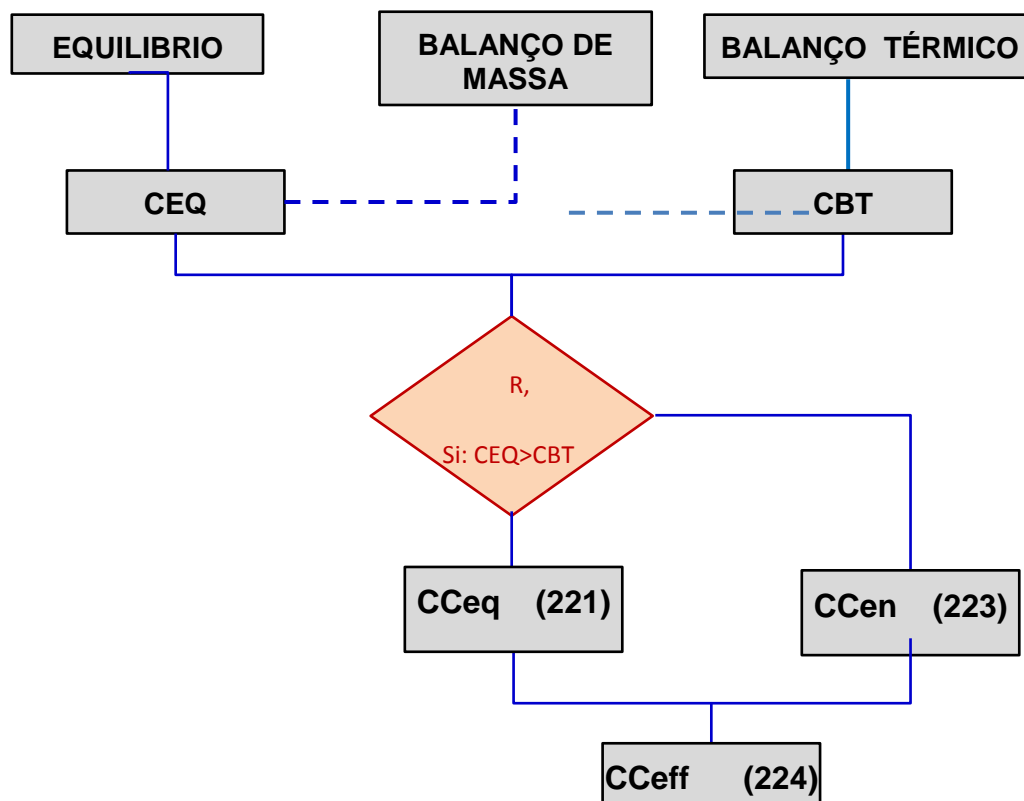 EQUILIBRIO
BALANÇO DE
MASSA
BALANÇO TÉRMICO
CEQ
CBT
R,
Si: CEQ>CBT
CCeq (221)
CCen (223)
CCeff (224)